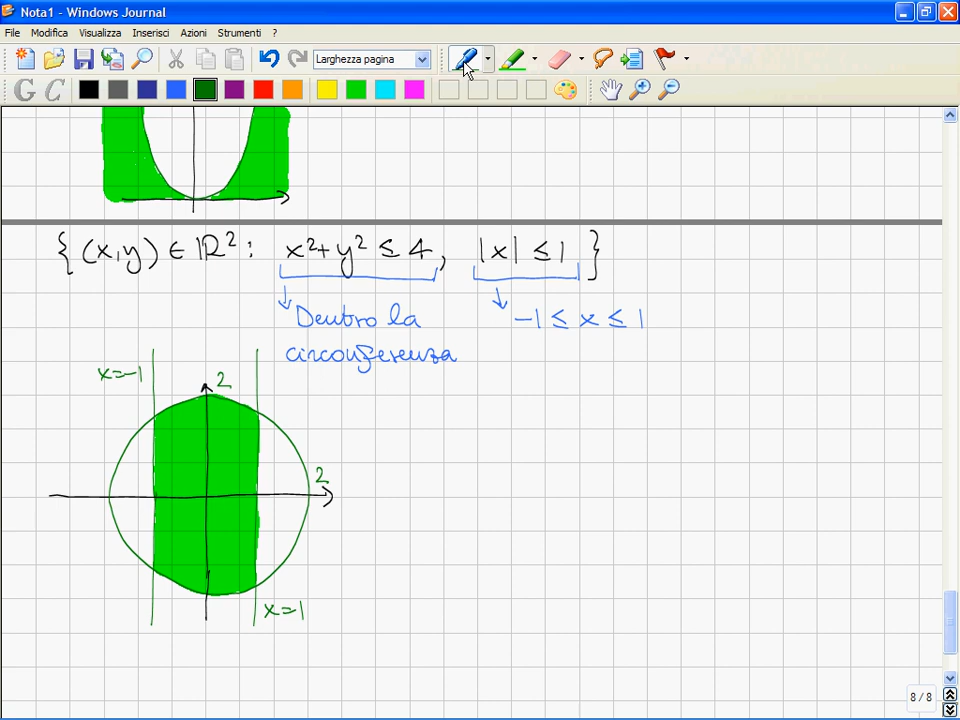 Nota1 - Windows Journal
File Modifica Visualizza Inserisci Azioni Strumenti ?
Larghezza pagina
G C
{ (x,y) ∈ ℝ²: x²+y² ≤ 4, |x| ≤ 1 }
Dentro la
circonferenza
-1 ≤ x ≤ 1
x=-1
2
2
x=1
8 / 8